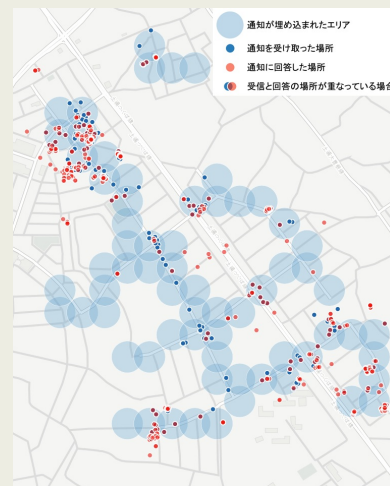 通知が埋め込まれたエリア
通知を受け取った場所
通知に回答した場所
受信と回答の場所が重なっている場合